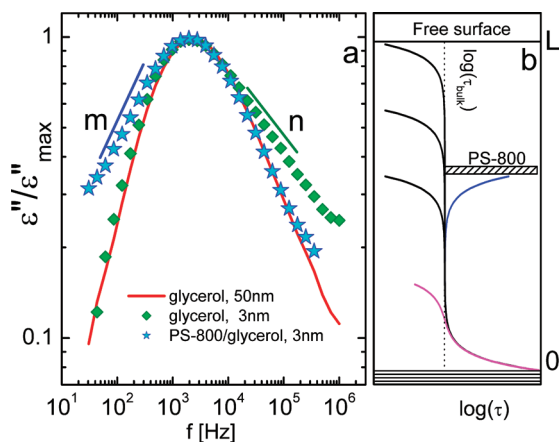 a
b
Free surface
L
log(τbulk)
PS-800
m
n
ε''/ε''max
1
0.1
glycerol, 50nm
glycerol, 3nm
PS-800/glycerol, 3nm
0
10¹ 10² 10³ 10⁴ 10⁵ 10⁶
f [Hz]
log(τ)